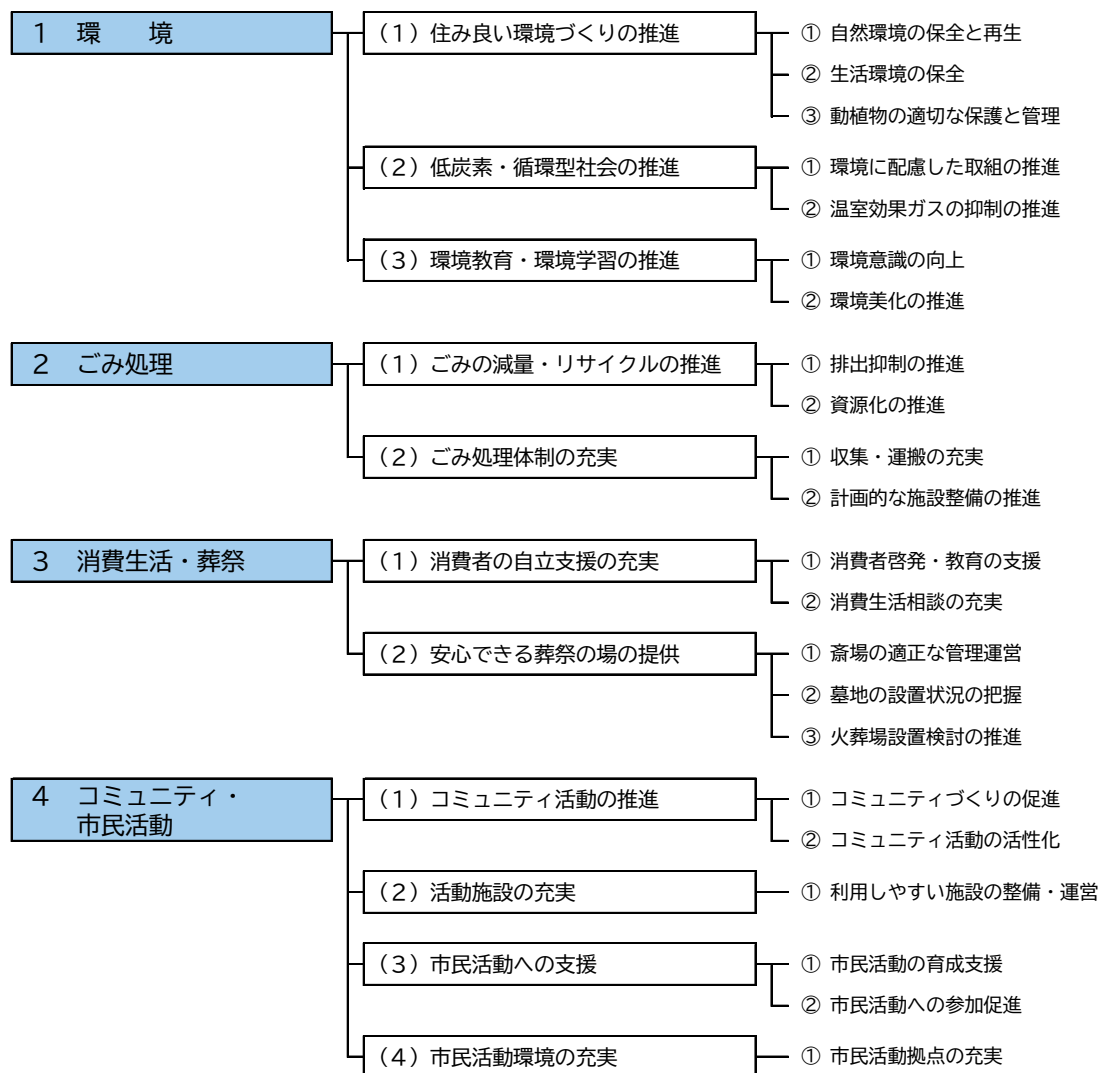 1 環 境
(1)住み良い環境づくりの推進
① 自然環境の保全と再生
② 生活環境の保全
③ 動植物の適切な保護と管理
(2)低炭素・循環型社会の推進
① 環境に配慮した取組の推進
② 温室効果ガスの抑制の推進
(3)環境教育・環境学習の推進
① 環境意識の向上
② 環境美化の推進
2 ごみ処理
(1)ごみの減量・リサイクルの推進
① 排出抑制の推進
② 資源化の推進
(2)ごみ処理体制の充実
① 収集・運搬の充実
② 計画的な施設整備の推進
3 消費生活・葬祭
(1)消費者の自立支援の充実
① 消費者啓発・教育の支援
② 消費生活相談の充実
(2)安心できる葬祭の場の提供
① 斎場の適正な管理運営
② 墓地の設置状況の把握
③ 火葬場設置検討の推進
4 コミュニティ・
市民活動
(1)コミュニティ活動の推進
① コミュニティづくりの促進
② コミュニティ活動の活性化
(2)活動施設の充実
① 利用しやすい施設の整備・運営
(3)市民活動への支援
① 市民活動の育成支援
② 市民活動への参加促進
(4)市民活動環境の充実
① 市民活動拠点の充実